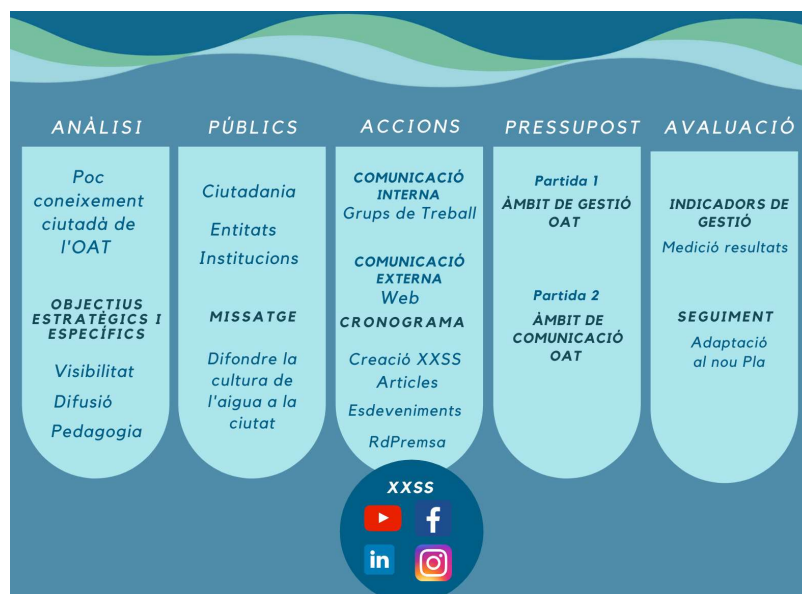 ANÀLISI
Poc
coneixement
ciutadà de
l'OAT
OBJECTIUS
ESTRATÈGICS I
ESPECÍFICS
Visibilitat
Difusió
Pedagogia
PÚBLICS
Ciutadania
Entitats
Institucions
MISSATGE
Difondre la
cultura de
l'aigua a la
ciutat
ACCIONS
COMUNICACIÓ
INTERNA
Grups de Treball
COMUNICACIÓ
EXTERNA
Web
CRONOGRAMA
Creació XXSS
Articles
Esdeveniments
RdPremsa
XXSS
in
PRESSUPOST
Partida 1
ÀMBIT DE GESTIÓ
OAT
Partida 2
ÀMBIT DE
COMUNICACIÓ
OAT
AVALUACIÓ
INDICADORS DE
GESTIÓ
Medició resultats
SEGUIMENT
Adaptació
al nou Pla